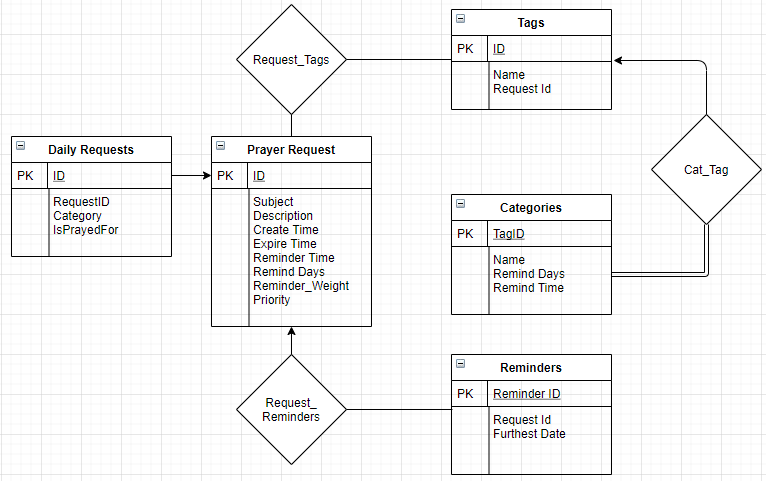 Request_Tags
Tags
PK
ID
Name
Request Id
Daily Requests
PK
ID
RequestID
Category
IsPrayedFor
Prayer Request
PK
ID
Subject
Description
Create Time
Expire Time
Reminder Time
Remind Days
Reminder_Weight
Priority
Cat_Tag
Categories
PK
TagID
Name
Remind Days
Remind Time
Request_
Reminders
Reminders
PK
Reminder ID
Request Id
Furthest Date